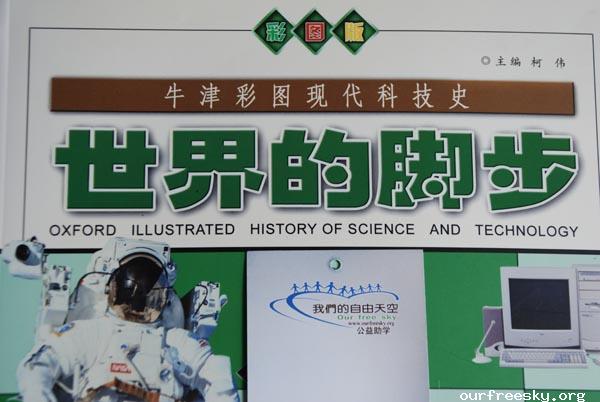 彩图版
◎主编 柯 伟
牛津彩图现代科技史
世界的脚步
OXFORD ILLUSTRATED HISTORY OF SCIENCE AND TECHNOLOGY
我們的自由天空
Our free sky
www.ourfreesky.org
公益助学
ourfreesky.org